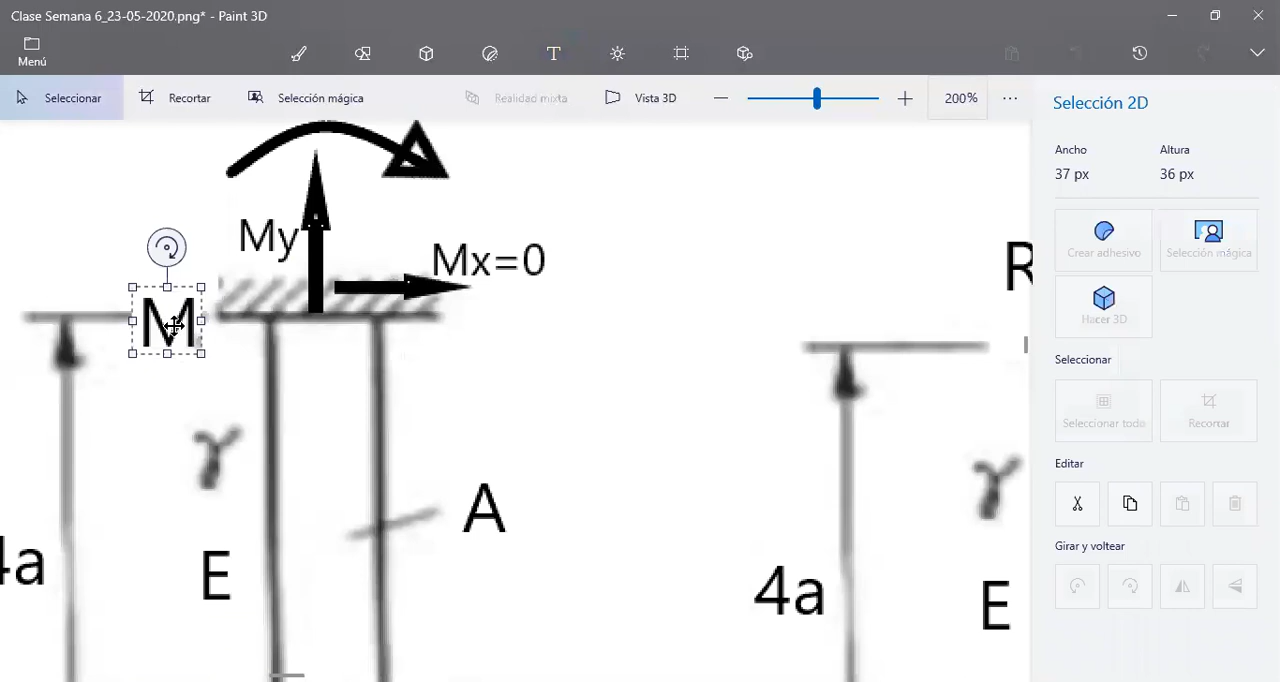 Clase Semana 6_23-05-2020.png* - Paint 3D
Menú
Seleccionar
Recortar
Selección mágica
Realidad mixta
Vista 3D
200%
Selección 2D
Ancho
Altura
37 px
36 px
Crear adhesivo
Selección mágica
Hacer 3D
Seleccionar
Seleccionar todo
Recortar
Editar
Girar y voltear
My
Mx=0
M
R
γ
A
E
4a
γ
4a
E